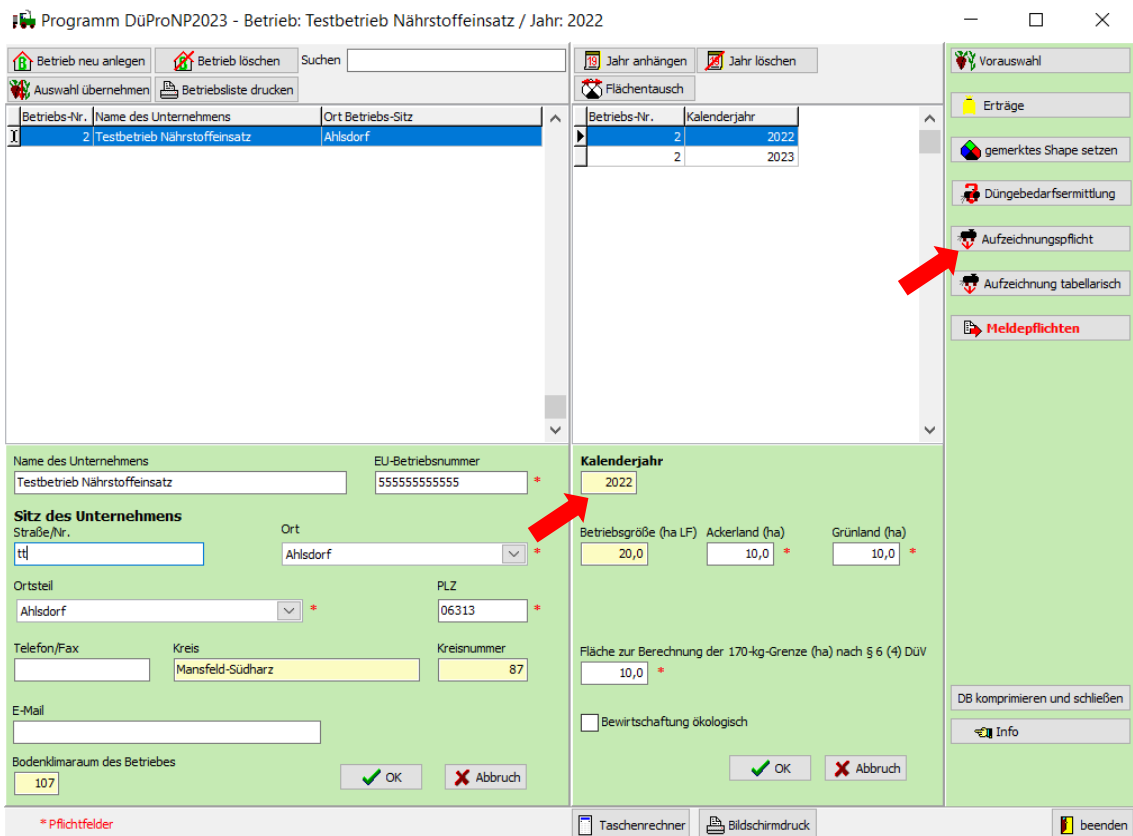 Programm DüProNP2023 - Betrieb: Testbetrieb Nährstoffeinsatz / Jahr: 2022
Betrieb neu anlegen
Betrieb löschen
Suchen
Auswahl übernehmen
Betriebsliste drucken
Betriebs-Nr. Name des Unternehmens Ort Betriebs-Sitz
2 Testbetrieb Nährstoffeinsatz Ahlsdorf
Jahr anhängen
Jahr löschen
Flächentausch
Betriebs-Nr. Kalenderjahr
2 2022
2 2023
Vorauswahl
Erträge
gemerktes Shape setzen
Düngebedarfsermittlung
Aufzeichnungspflicht
Aufzeichnung tabellarisch
Meldepflichten
Name des Unternehmens EU-Betriebsnummer
Testbetrieb Nährstoffeinsatz 555555555555 *
Sitz des Unternehmens
Straße/Nr. Ort
tt Ahlsdorf *
Ortsteil PLZ
Ahlsdorf * 06313 *
Telefon/Fax Kreis Kreisnummer
Mansfeld-Südharz 87
E-Mail
Bodenklimaraum des Betriebes
107
OK
Abbruch
* Pflichtfelder
Kalenderjahr
2022
Betriebsgröße (ha LF) Ackerland (ha) Grünland (ha)
20,0 10,0 * 10,0 *
Fläche zur Berechnung der 170-kg-Grenze (ha) nach § 6 (4) DüV
10,0 *
Bewirtschaftung ökologisch
OK
Abbruch
DB komprimieren und schließen
Info
Taschenrechner
Bildschirmdruck
beenden